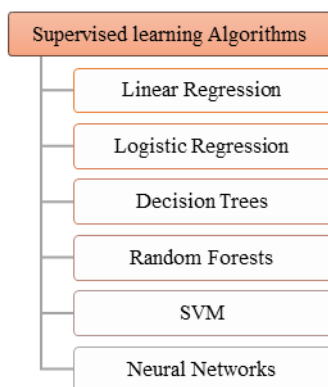 Supervised learning Algorithms
Linear Regression
Logistic Regression
Decision Trees
Random Forests
SVM
Neural Networks